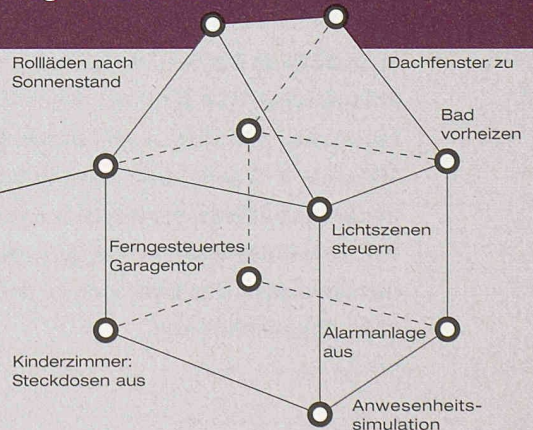 Rollläden nach
Sonnenstand
Dachfenster zu
Bad
vorheizen
Lichtszenen
steuern
Ferngesteuertes
Garagentor
Alarmanlage
aus
Kinderzimmer:
Steckdosen aus
Anwesenheits-
simulation